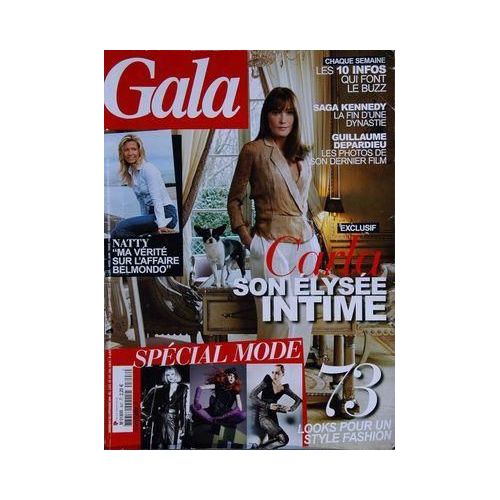 Gala
CHAQUE SEMAINE
LES 10 INFOS
QUI FONT
LE BUZZ
SAGA KENNEDY
LA FIN D'UNE
DYNASTIE
GUILLAUME
DEPARDIEU
LES PHOTOS DE
SON DERNIER FILM
NATTY
"MA VÉRITÉ
SUR L'AFFAIRE
BELMONDO"
EXCLUSIF
Carla
SON ÉLYSÉE
INTIME
SPÉCIAL MODE
73
LOOKS POUR UN
STYLE FASHION